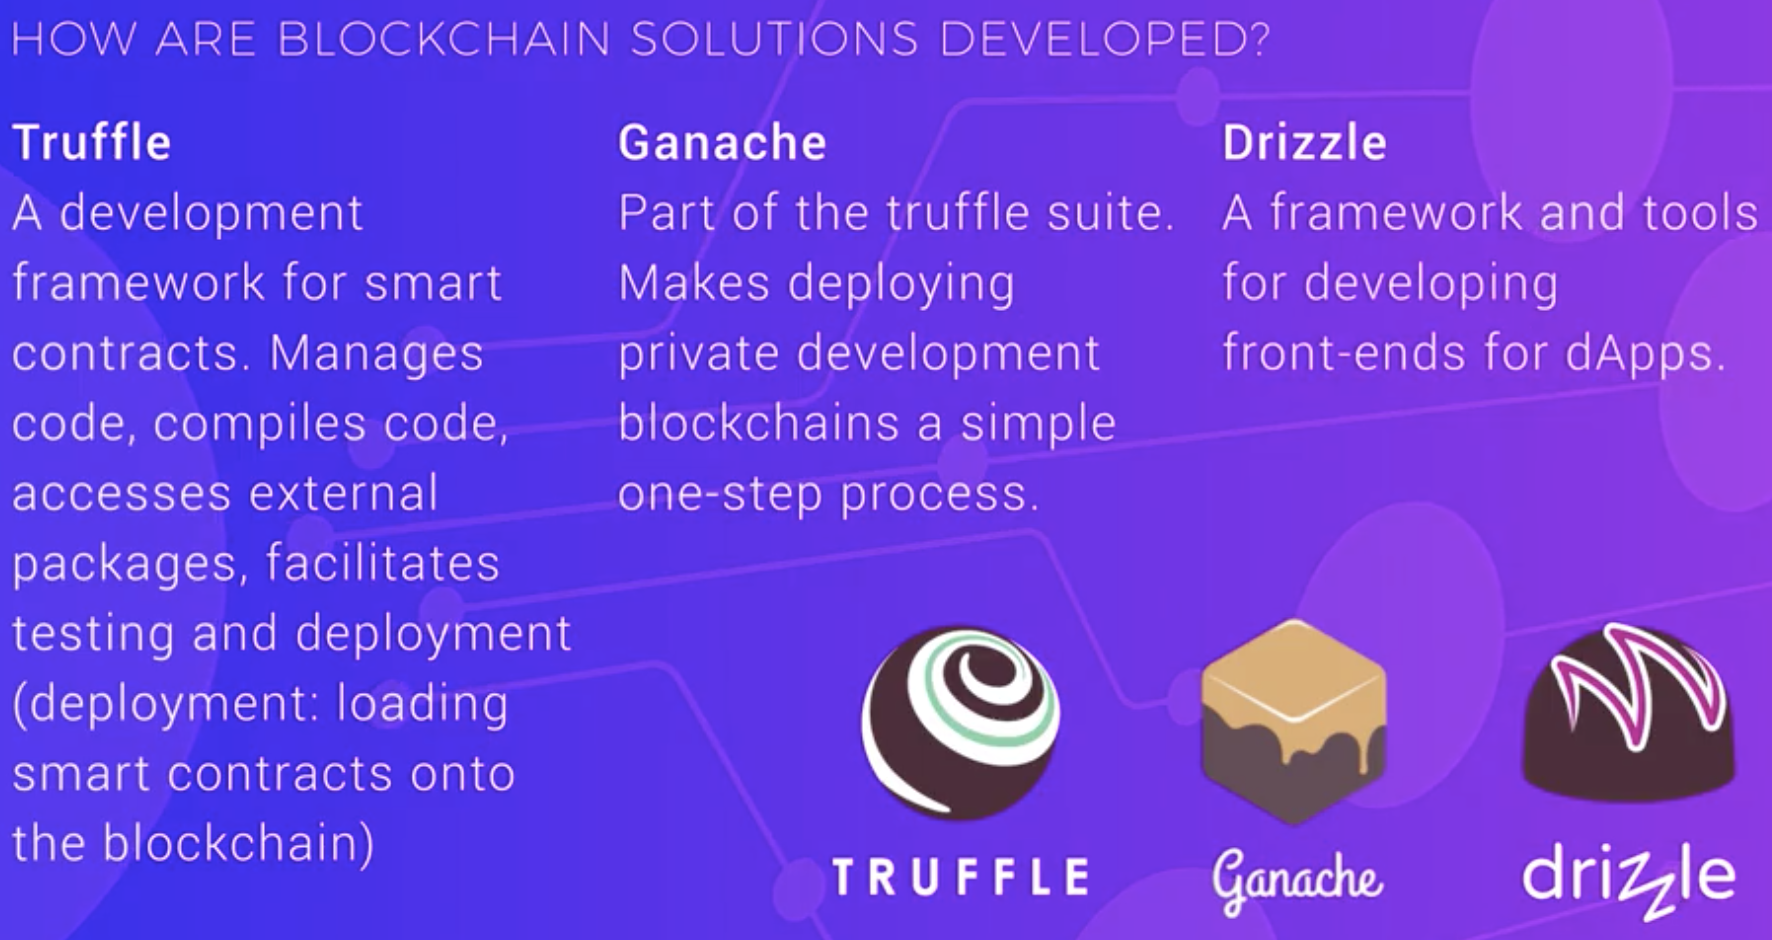 HOW ARE BLOCKCHAIN SOLUTIONS DEVELOPED?
Truffle
A development
framework for smart
contracts. Manages
code, compiles code,
accesses external
packages, facilitates
testing and deployment
(deployment: loading
smart contracts onto
the blockchain)
Ganache
Part of the truffle suite.
Makes deploying
private development
blockchains a simple
one-step process.
Drizzle
A framework and tools
for developing
front-ends for dApps.
TRUFFLE
Ganache
drizzle